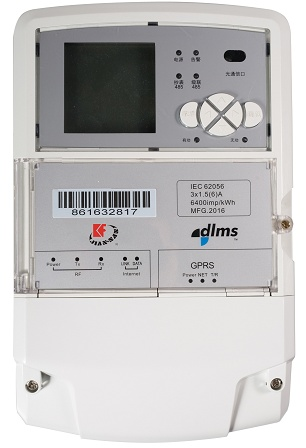 电源 告警
光通信口
抄通 级联
485 485
IEC 62056
3x1.5(6)A
6400imp/kWh
MFG.2016
861632817
dlms
GPRS
Power Tx Rx LINK DATA
RF Internet
Power NET T/R